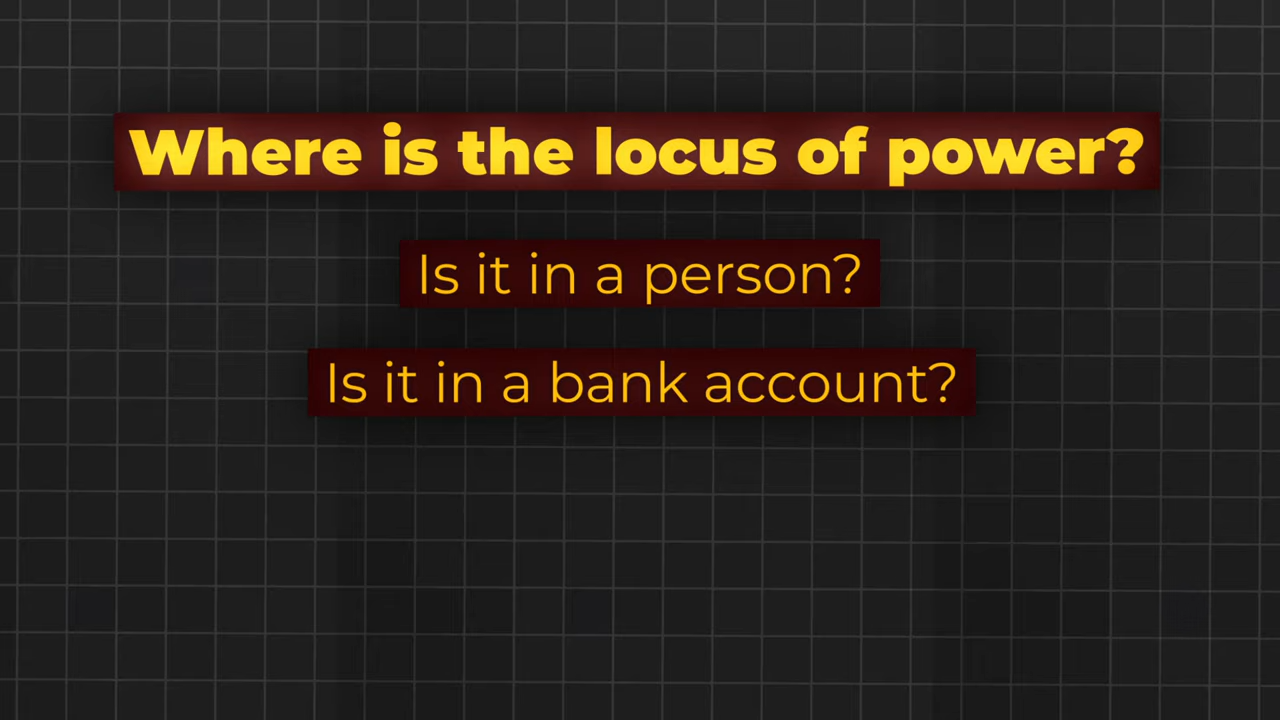 Where is the locus of power?
Is it in a person?
Is it in a bank account?